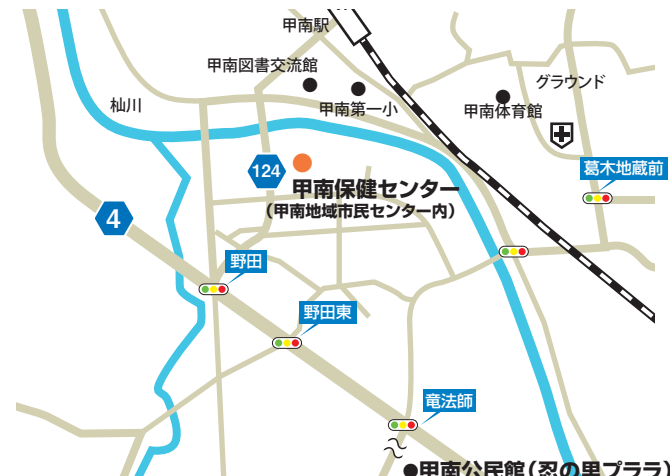 甲南駅
甲南図書交流館
グラウンド
杣川
甲南第一小
甲南体育館
葛木地蔵前
124
甲南保健センター
(甲南地域市民センター内)
4
野田
野田東
竜法師
甲南公民館(忍の里プララ)